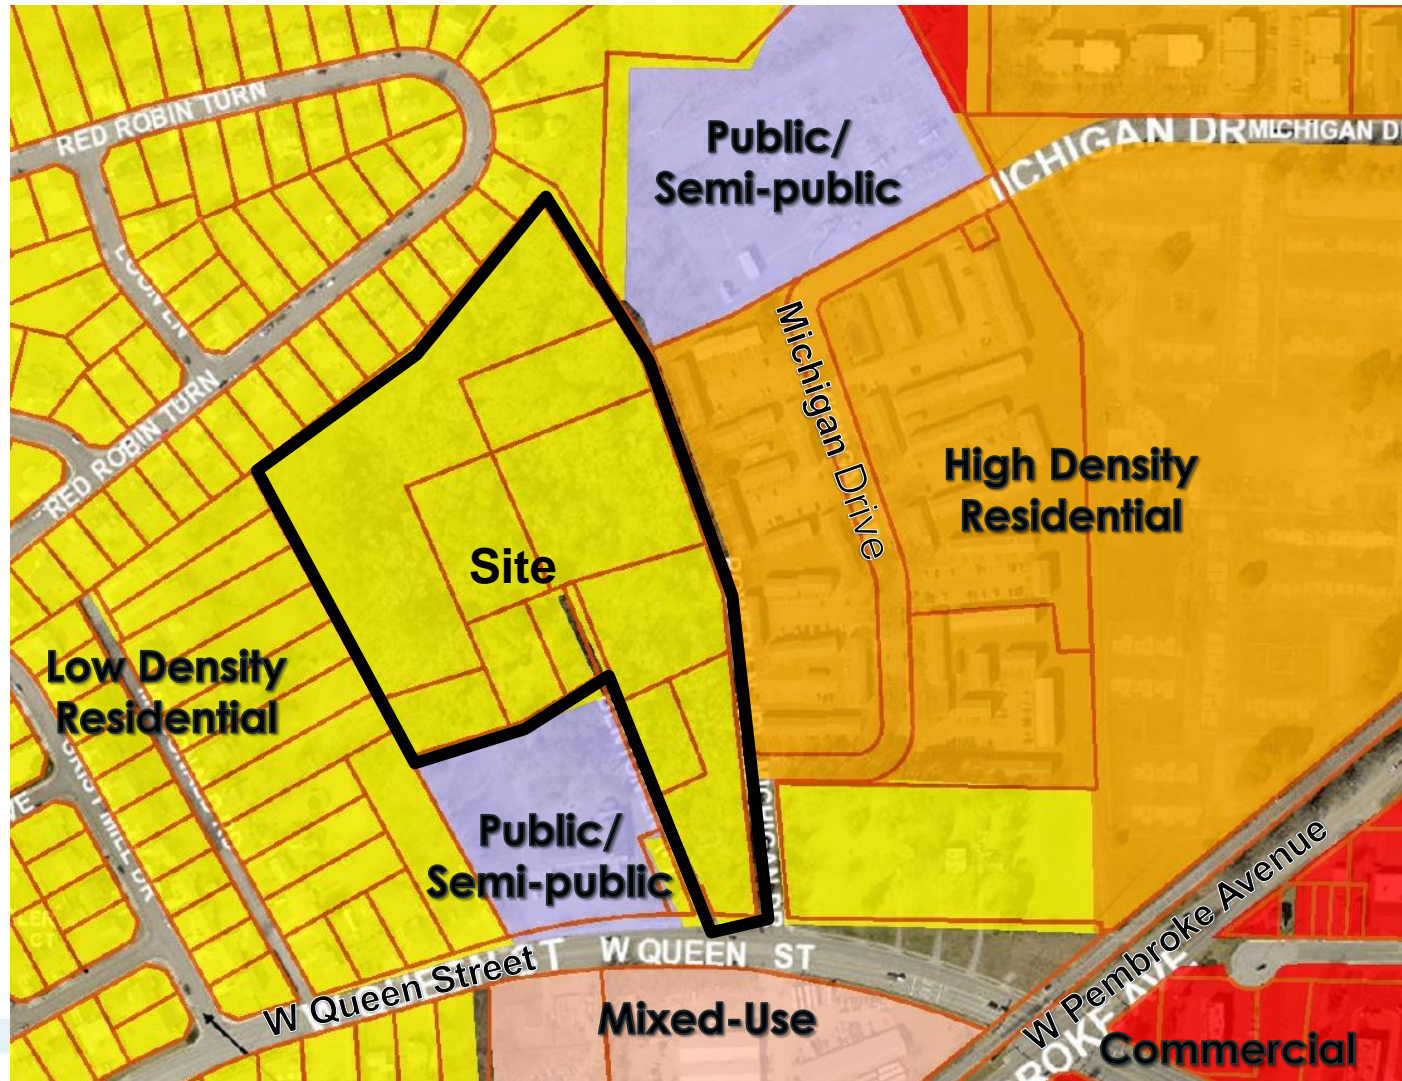 RED ROBIN TURN
Public/
Semi-public
MICHIGAN DR
ICHIGAN DR
Michigan Drive
High Density
Residential
RED ROBIN TURN
Site
Low Density
Residential
Public/
Semi-public
W QUEEN ST
W Queen Street
W Pembroke Avenue
Mixed-Use
Commercial